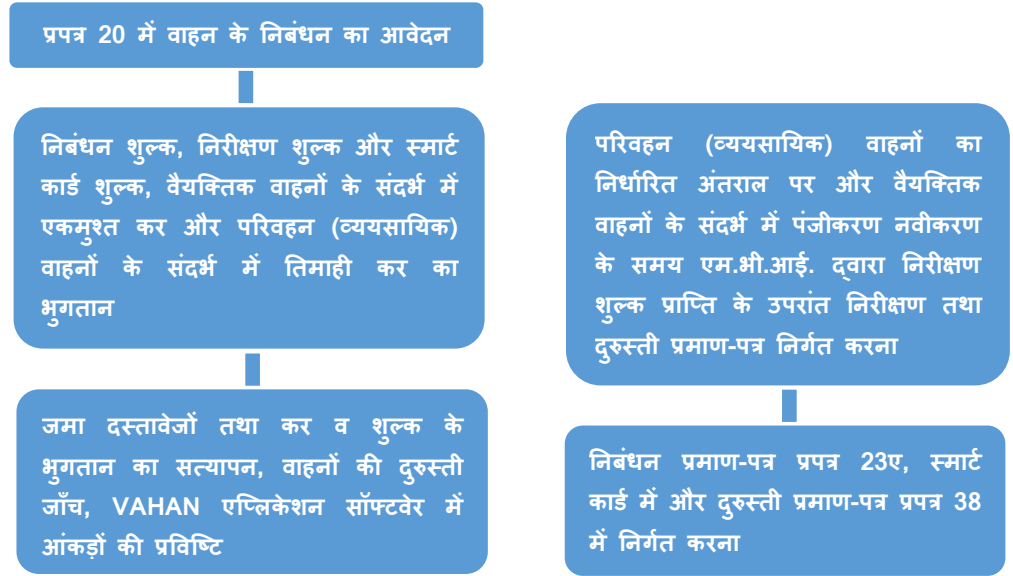 प्रपत्र 20 में वाहन के निबंधन का आवेदन
निबंधन शुल्क, निरीक्षण शुल्क और स्मार्ट
कार्ड शुल्क, वैयक्तिक वाहनों के संदर्भ में
एकमुश्त कर और परिवहन (व्ययसायिक)
वाहनों के संदर्भ में तिमाही कर का
भुगतान
जमा दस्तावेजों तथा कर व शुल्क के
भुगतान का सत्यापन, वाहनों की दुरुस्ती
जाँच, VAHAN एप्लिकेशन सॉफ्टवेर में
आंकड़ों की प्रविष्टि
परिवहन (व्ययसायिक) वाहनों का
निर्धारित अंतराल पर और वैयक्तिक
वाहनों के संदर्भ में पंजीकरण नवीकरण
के समय एम.भी.आई. द्वारा निरीक्षण
शुल्क प्राप्ति के उपरांत निरीक्षण तथा
दुरुस्ती प्रमाण-पत्र निर्गत करना
निबंधन प्रमाण-पत्र प्रपत्र 23ए, स्मार्ट
कार्ड में और दुरुस्ती प्रमाण-पत्र प्रपत्र 38
में निर्गत करना